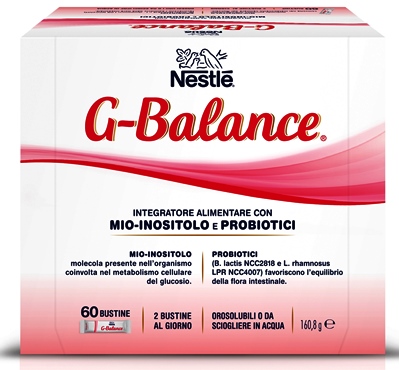 Nestlé®
G-Balance®
INTEGRATORE ALIMENTARE CON
MIO-INOSITOLO E PROBIOTICI
MIO-INOSITOLO
molecola presente nell'organismo
coinvolta nel metabolismo cellulare
del glucosio.
PROBIOTICI
(B. lactis NCC2818 e L. rhamnosus
LPR NCC4007) favoriscono l'equilibrio
della flora intestinale.
60 BUSTINE
G-Balance
2 BUSTINE
AL GIORNO
OROSOLUBILI O DA
SCIOGLIERE IN ACQUA
160,8g ℮